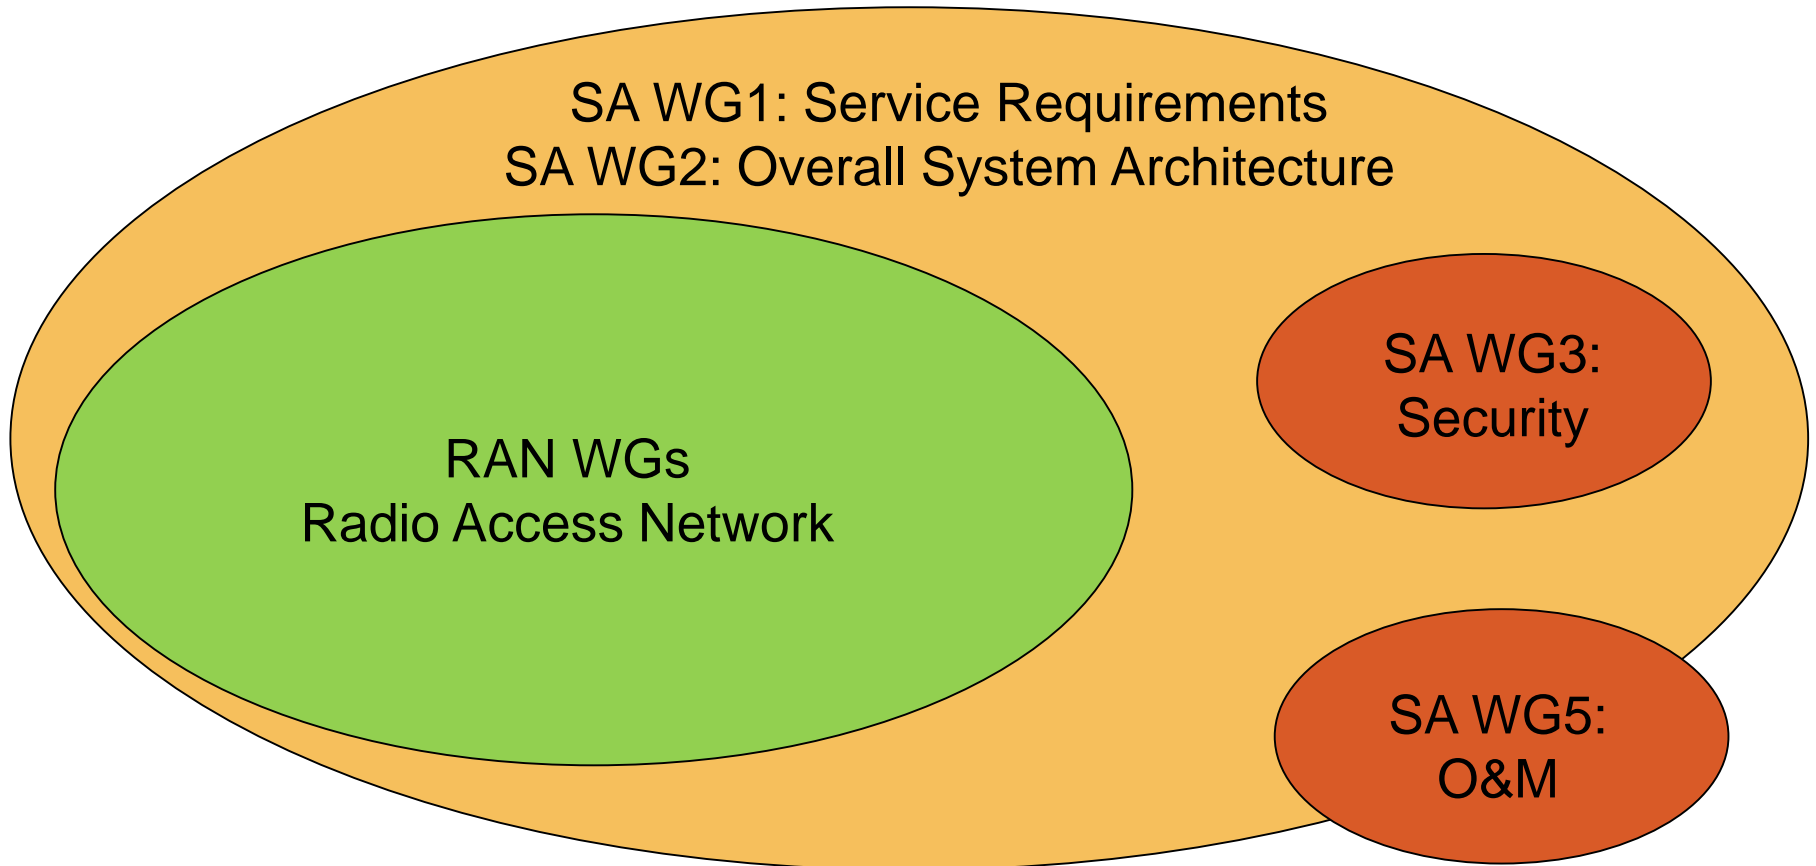 SA WG1: Service Requirements
SA WG2: Overall System Architecture
SA WG3:
Security
RAN WGs
Radio Access Network
SA WG5:
O&M